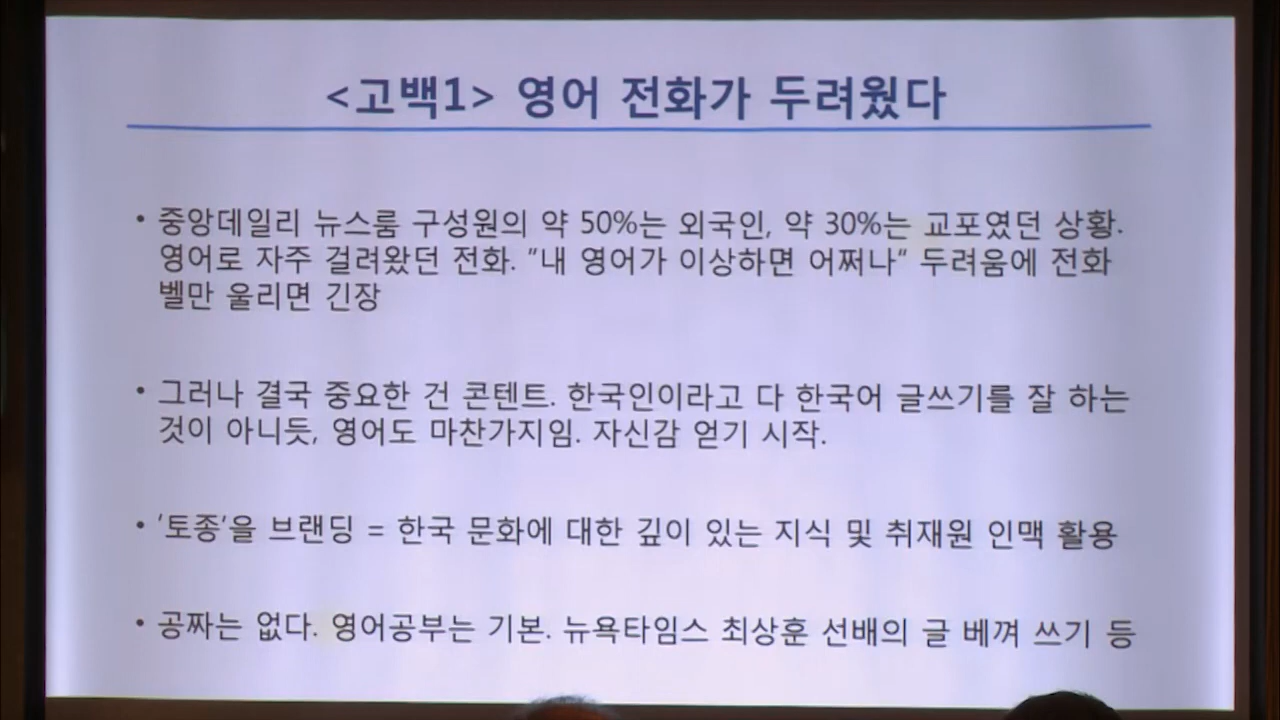 <고백1> 영어 전화가 두려웠다
• 중앙데일리 뉴스룸 구성원의 약 50%는 외국인, 약 30%는 교포였던 상황.
영어로 자주 걸려왔던 전화. “내 영어가 이상하면 어쩌나“ 두려움에 전화
벨만 울리면 긴장
• 그러나 결국 중요한 건 콘텐트. 한국인이라고 다 한국어 글쓰기를 잘 하는
것이 아니듯, 영어도 마찬가지임. 자신감 얻기 시작.
• ‘토종’을 브랜딩 = 한국 문화에 대한 깊이 있는 지식 및 취재원 인맥 활용
• 공짜는 없다. 영어공부는 기본. 뉴욕타임스 최상훈 선배의 글 베껴 쓰기 등